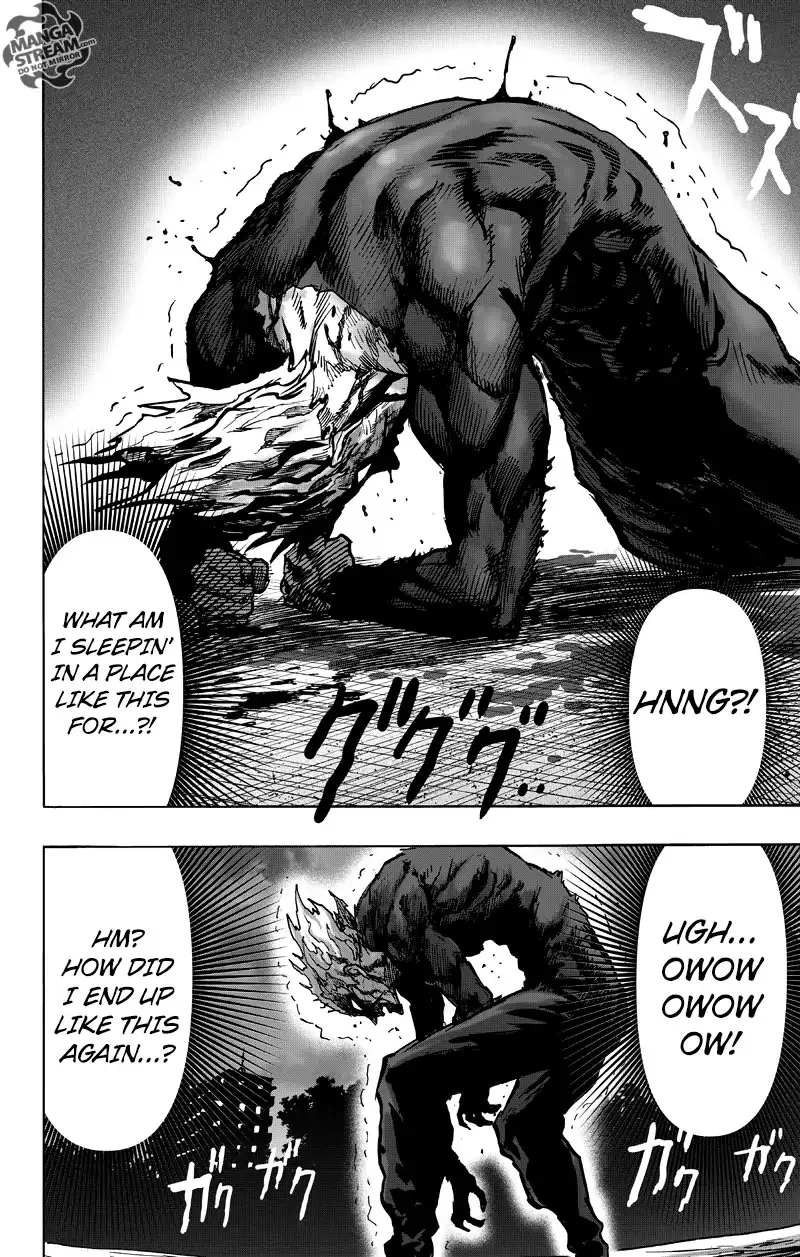 MANGA
STREAM
.COM
DO NOT MIRROR!
ズ
ズズ
HNNG?!
WHAT AM
I SLEEPIN'
IN A PLACE
LIKE THIS
FOR...?!
グググ..
UGH...
OWOW
OWOW
OW!
HM?
HOW DID
I END UP
LIKE THIS
AGAIN...?
ガク
ガク
ガク
ガク